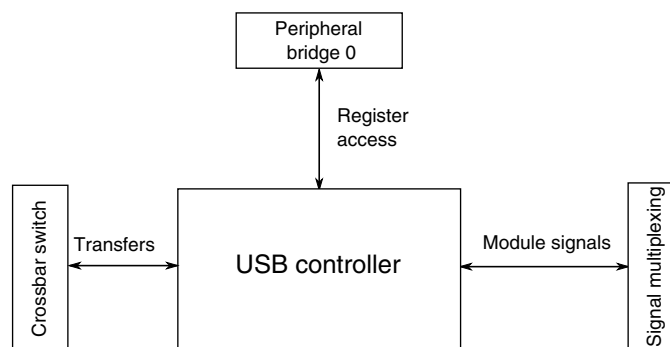 Peripheral
bridge 0
Register
access
Crossbar switch
Transfers
USB controller
Module signals
Signal multiplexing